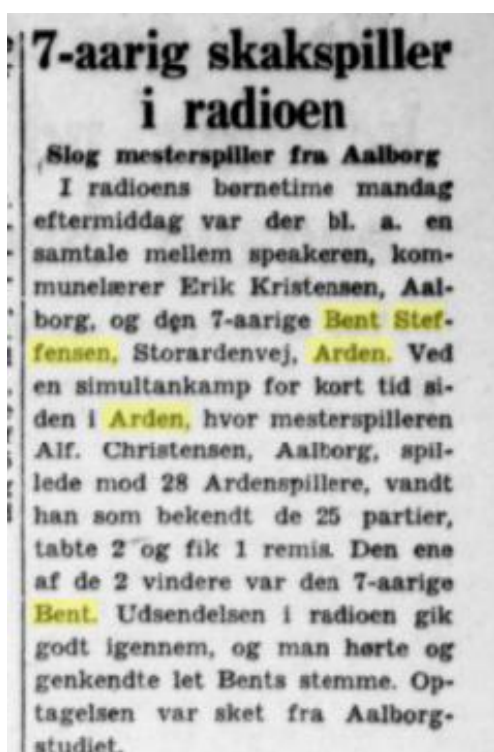 7-aarig skakspiller
i radioen
Slog mesterspiller fra Aalborg
I radioens børnetime mandag
eftermiddag var der bl. a. en
samtale mellem speakeren, kom-
munelærer Erik Kristensen, Aal-
borg, og den 7-aarige Bent Stef-
fensen, Storardenvej, Arden. Ved
en simultankamp for kort tid si-
den i Arden, hvor mesterspilleren
Alf. Christensen, Aalborg, spil-
lede mod 28 Ardenspillere, vandt
han som bekendt de 25 partier,
tabte 2 og fik 1 remis. Den ene
af de 2 vindere var den 7-aarige
Bent. Udsendelsen i radioen gik
godt igennem, og man hørte og
genkendte let Bents stemme. Op-
tagelsen var sket fra Aalborg-
studiet.